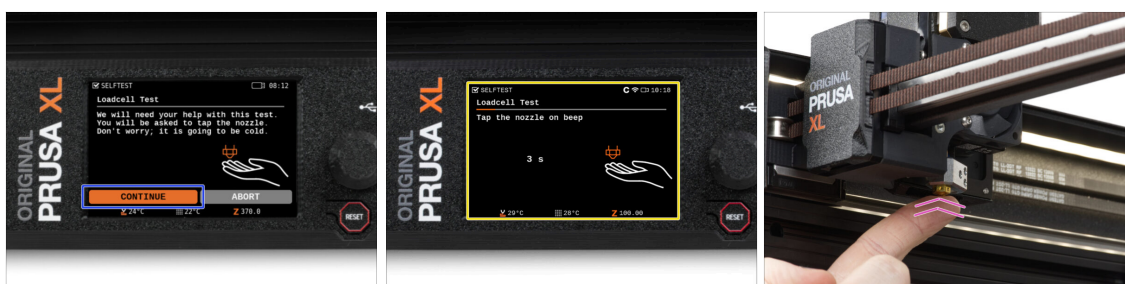 ORIGINAL
PRUSA XL
SELFTEST
08:12
Loadcell Test
We will need your help with this test.
You will be asked to tap the nozzle.
Don't worry; it is going to be cold.
CONTINUE
ABORT
24°C
22°C
Z 370.0
RESET
ORIGINAL
PRUSA XL
SELFTEST
C
10:18
Loadcell Test
Tap the nozzle on beep
3 s
29°C
28°C
Z 100.00
RESET
ORIGINAL
PRUSA
XL